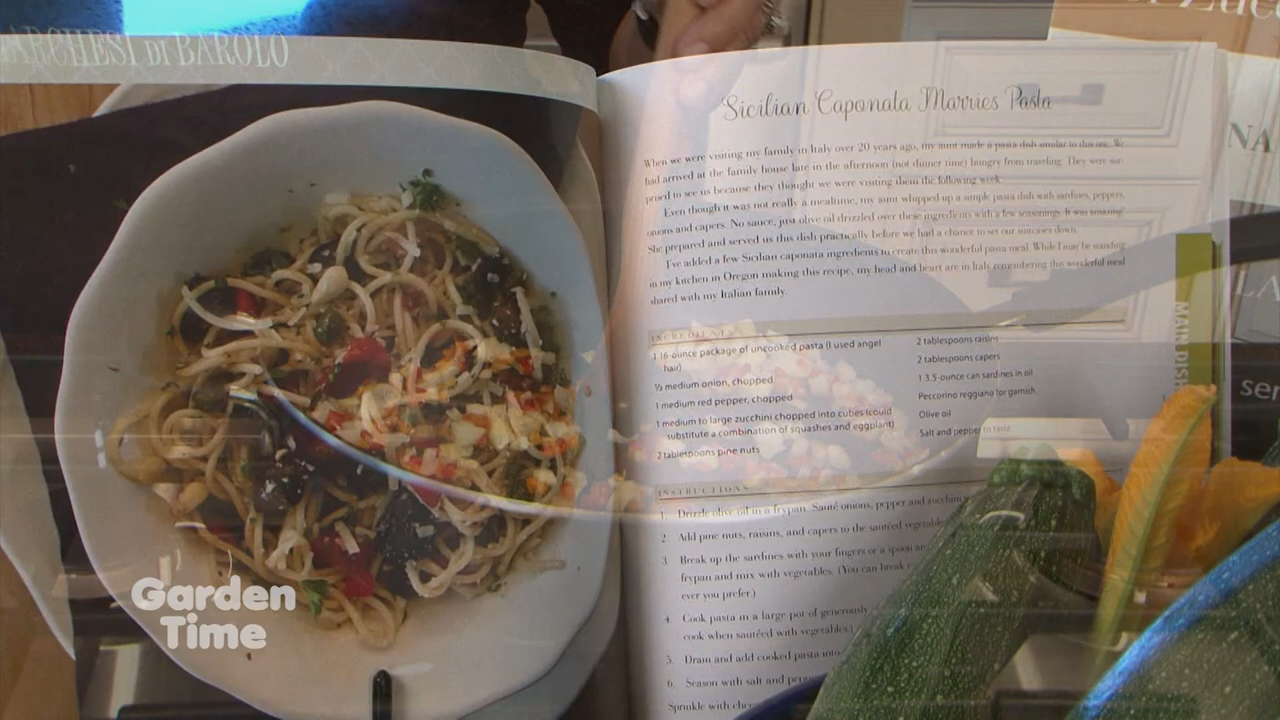 ARCHESI DI BAROLO
Sicilian Caponata Marries Pasta
When we were visiting my family in Italy over 20 years ago, my aunt made a pasta dish similar to this one. We
had arrived at the family house late in the afternoon (not dinner time) hungry from traveling. They were sur-
prised to see us because they thought we were visiting them the following week.
Even though it was not really a mealtime, my aunt whipped up a simple pasta dish with sardines, peppers,
onions and capers. No sauce, just olive oil drizzled over these ingredients with a few seasonings. It was amazing!
She prepared and served us this dish practically before we had a chance to set our suitcases down.
I've added a few Sicilian caponata ingredients to create this wonderful pasta meal. While I may be standing
in my kitchen in Oregon making this recipe, my head and heart are in Italy remembering this wonderful meal
shared with my Italian family.
INGREDIENTS
1 16-ounce package of uncooked pasta (I used angel
hair)
½ medium onion, chopped
1 medium red pepper, chopped
1 medium to large zucchini chopped into cubes (could
substitute a combination of squashes and eggplant)
2 tablespoons pine nuts
2 tablespoons raisins
2 tablespoons capers
1 3.5-ounce can sardines in oil
Peccorino reggiano for garnish
Olive oil
Salt and pepper to taste
INSTRUCTIONS
1. Drizzle olive oil in a frypan. Sauté onions, pepper and zucchini
2. Add pine nuts, raisins, and capers to the sautéed vegetable
3 Break up the sardines with your fingers or a spoon an
frypan and mix with vegetables. (You can break
ever you prefer.)
4. Cook pasta in a large pot of generously
cook when sautéed with vegetables.)
5. Drain and add cooked pasta into
6. Season with salt and pepp
Sprinkle with chee
MAIN DISH
NA
LA
ser
Garden
Time